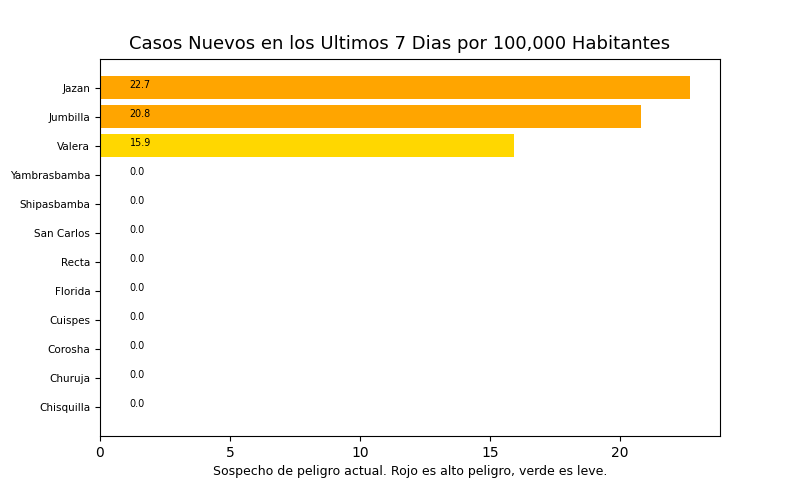 Casos Nuevos en los Ultimos 7 Dias por 100,000 Habitantes
Jazan 22.7
Jumbilla 20.8
Valera 15.9
Yambrasbamba 0.0
Shipasbamba 0.0
San Carlos 0.0
Recta 0.0
Florida 0.0
Cuispes 0.0
Corosha 0.0
Churuja 0.0
Chisquilla 0.0
0 5 10 15 20
Sospecho de peligro actual. Rojo es alto peligro, verde es leve.